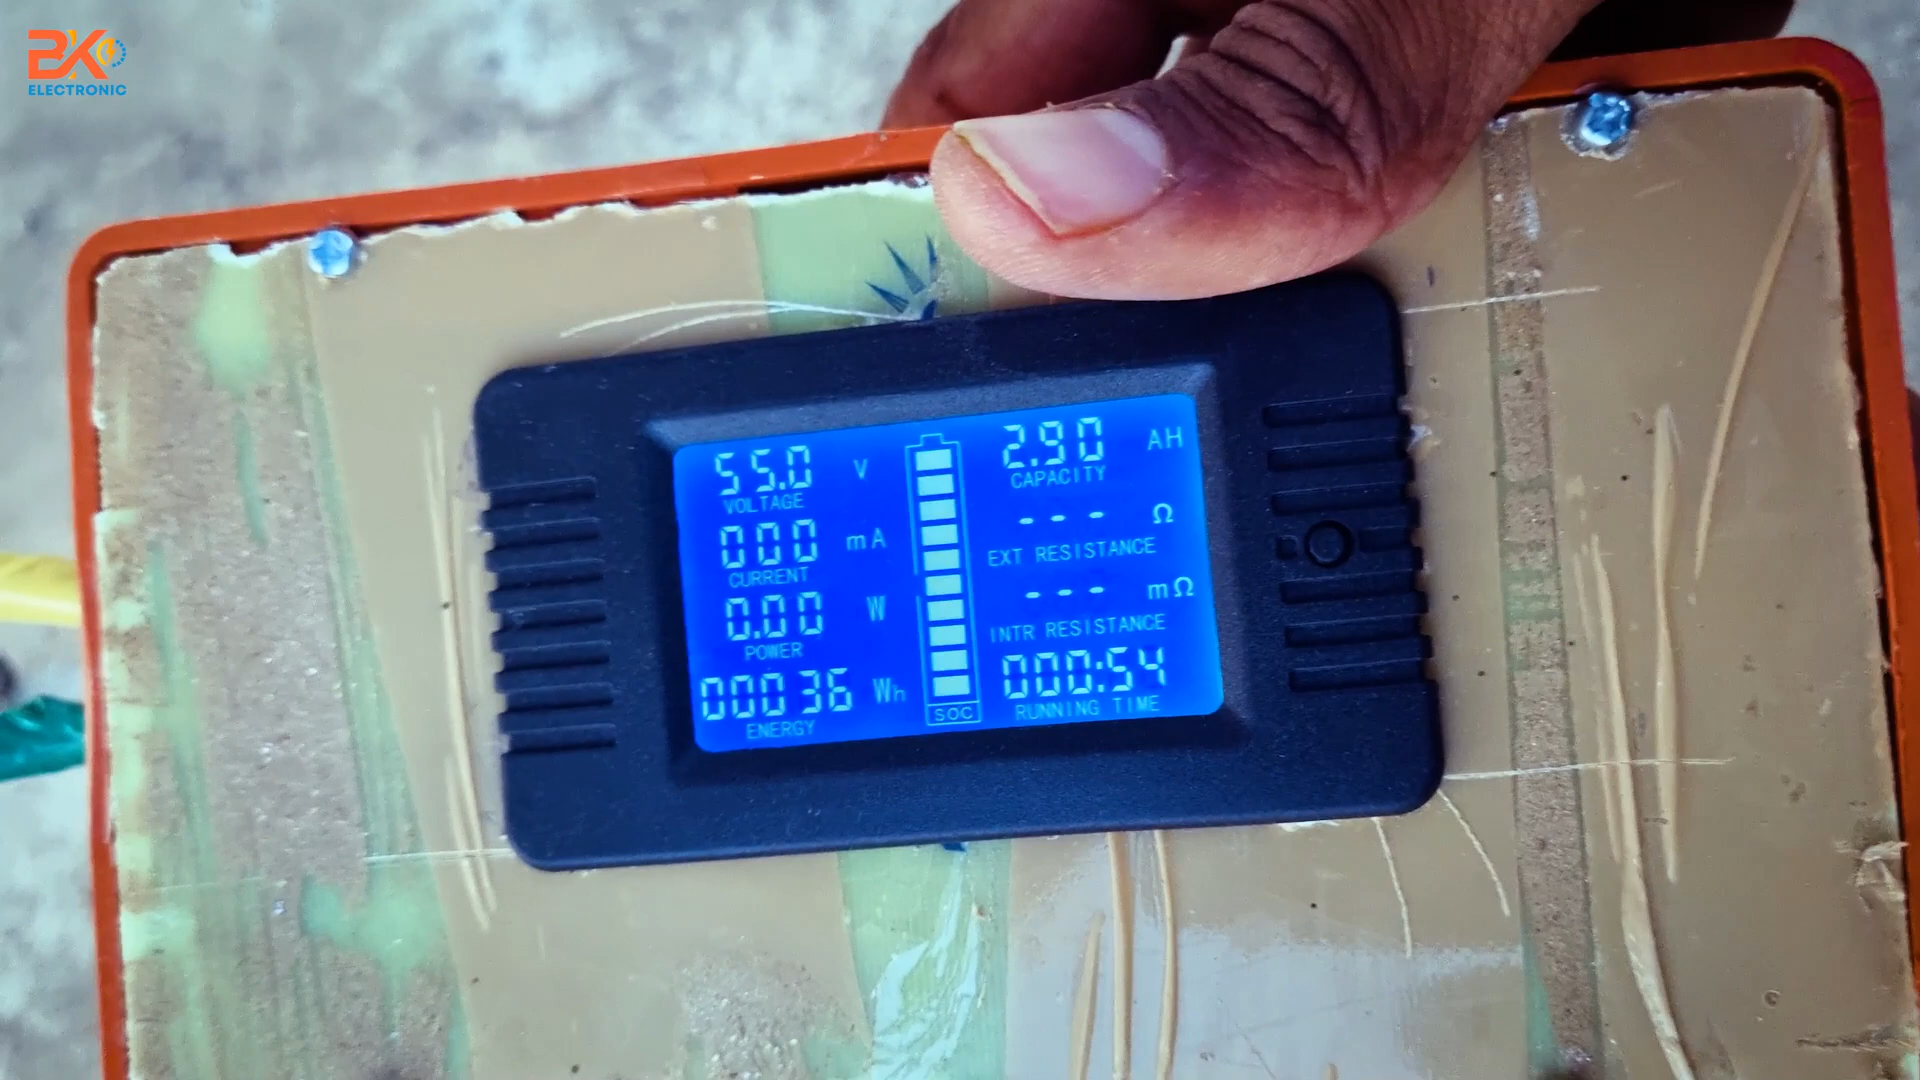 BK
ELECTRONIC
55.0 V
VOLTAGE
000 mA
CURRENT
0.00 W
POWER
00036 Wh
ENERGY
SOC
2.90 AH
CAPACITY
--- Ω
EXT RESISTANCE
--- mΩ
INTR RESISTANCE
000:54
RUNNING TIME